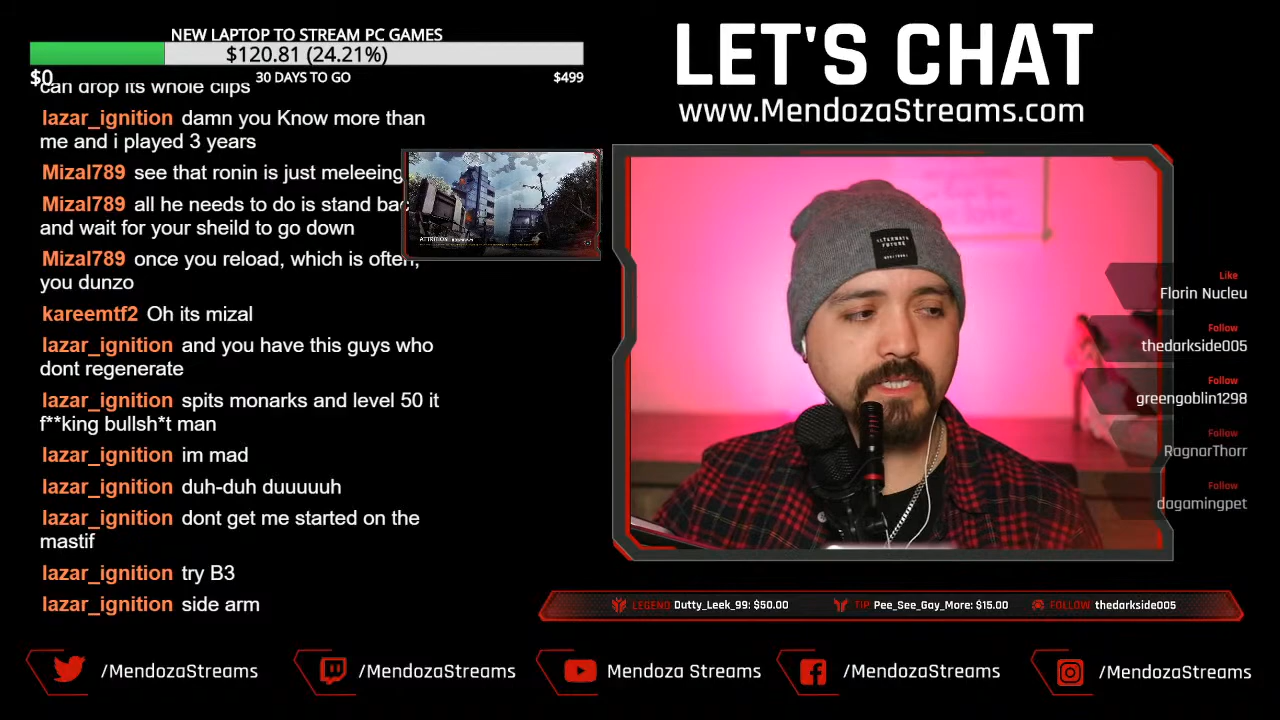 NEW LAPTOP TO STREAM PC GAMES
$120.81 (24.21%)
$0
30 DAYS TO GO
$499
can drop its whole clips
lazar_ignition damn you Know more than
me and i played 3 years
Mizal789 see that ronin is just meleeing
Mizal789 all he needs to do is stand bac
and wait for your sheild to go down
Mizal789 once you reload, which is often,
you dunzo
kareemtf2 Oh its mizal
lazar_ignition and you have this guys who
dont regenerate
lazar_ignition spits monarks and level 50 it
f**king bullsh*t man
lazar_ignition im mad
lazar_ignition duh-duh duuuuh
lazar_ignition dont get me started on the
mastif
lazar_ignition try B3
lazar_ignition side arm
ATTRITION
LET'S CHAT
www.MendozaStreams.com
Like
Florin Nucleu
Follow
thedarkside005
Follow
greengoblin1298
Follow
RagnarThorr
Follow
dagamingpet
LEGEND Dutty_Leek_99: $50.00
TIP Pee_See_Gay_More: $15.00
FOLLOW thedarkside005
/MendozaStreams
/MendozaStreams
Mendoza Streams
/MendozaStreams
/MendozaStreams